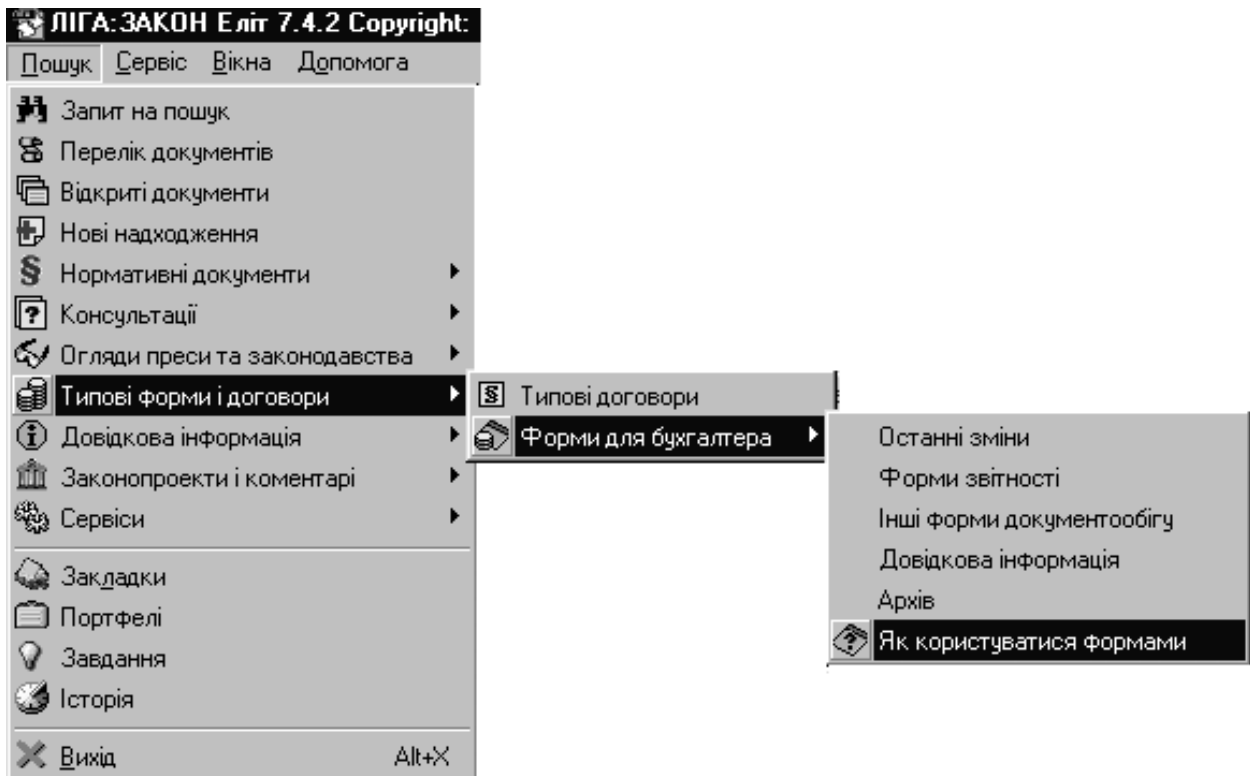 ЛІГА:ЗАКОН Еліт 7.4.2 Copyright:
Пошук Сервіс Вікна Допомога
Запит на пошук
Перелік документів
Відкриті документи
Нові надходження
Нормативні документи
Консультації
Огляди преси та законодавства
Типові форми і договори
Довідкова інформація
Законопроекти і коментарі
Сервіси
Закладки
Портфелі
Завдання
Історія
Вихід Alt+X
Типові договори
Форми для бухгалтера
Останні зміни
Форми звітності
Інші форми документообігу
Довідкова інформація
Архів
Як користуватися формами